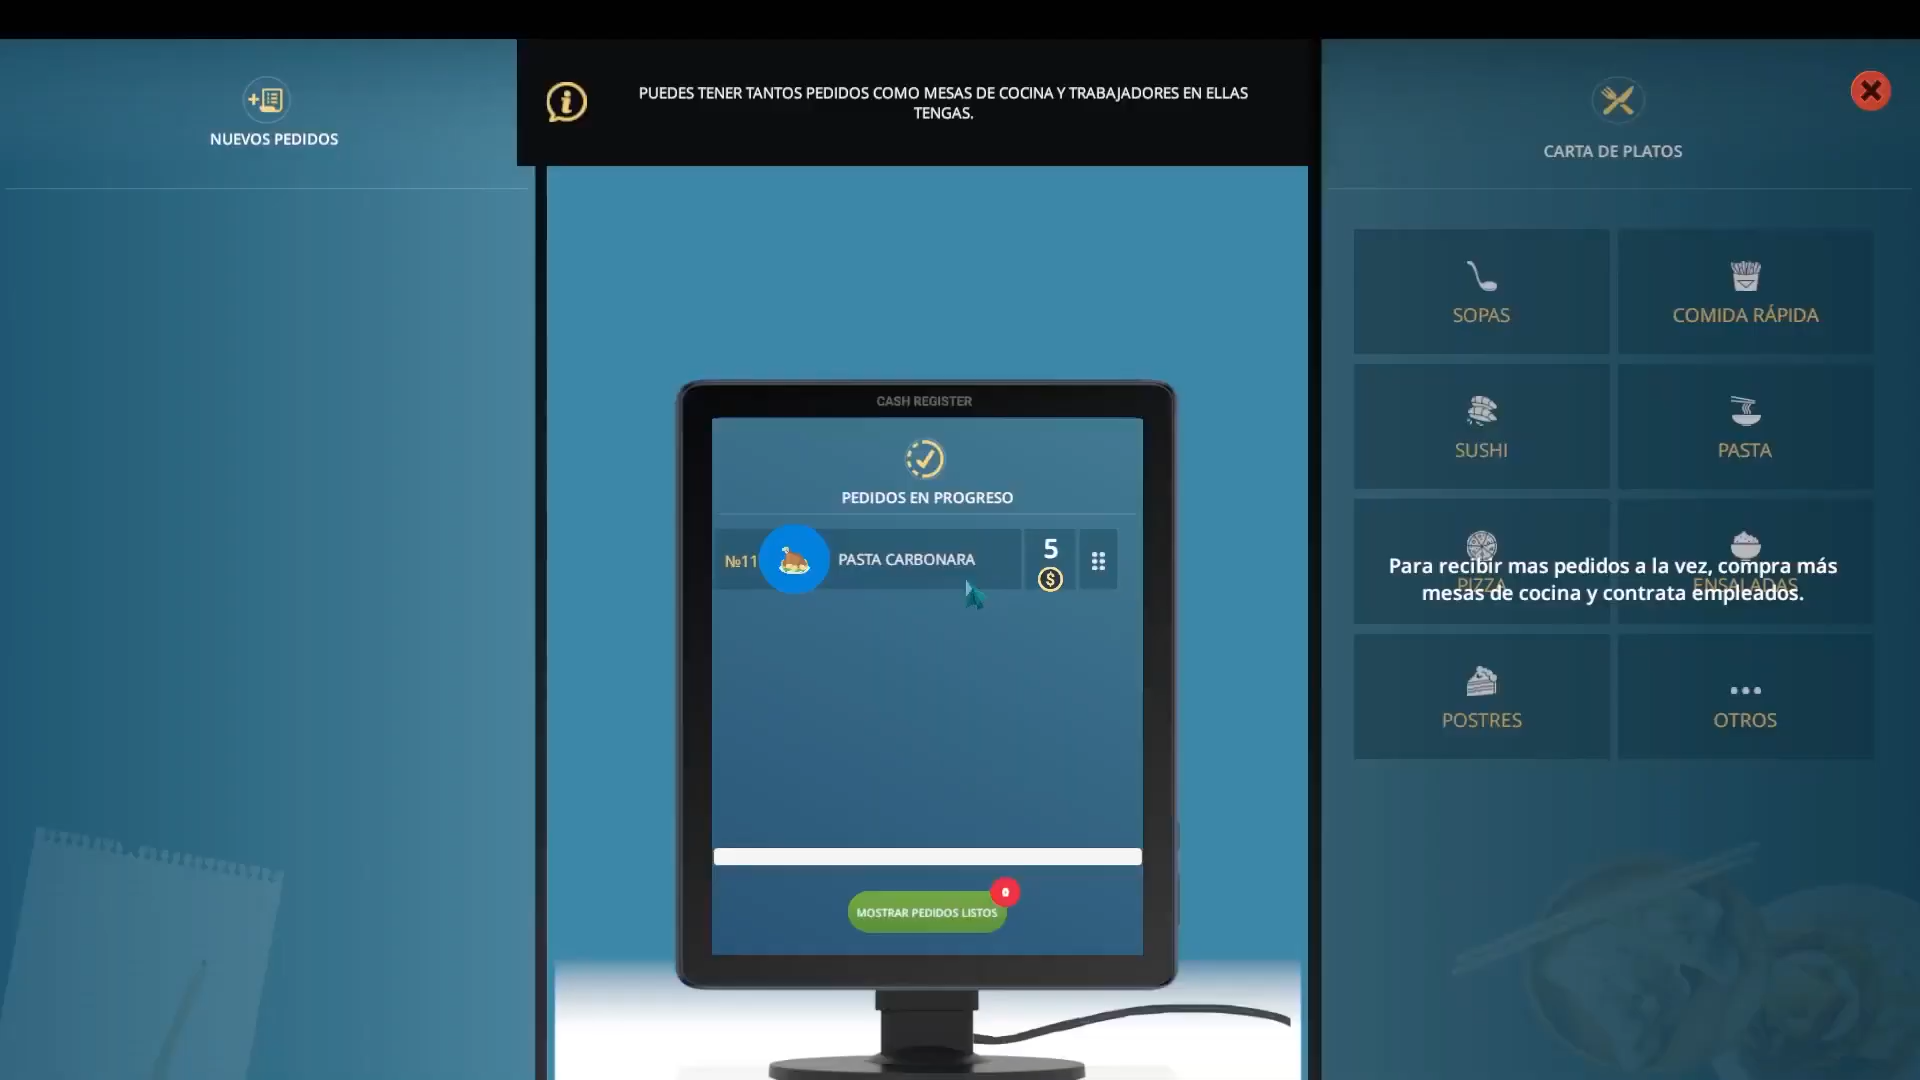 NUEVOS PEDIDOS
PUEDES TENER TANTOS PEDIDOS COMO MESAS DE COCINA Y TRABAJADORES EN ELLAS
TENGAS.
CASH REGISTER
PEDIDOS EN PROGRESO
№11
PASTA CARBONARA
5
$
MOSTRAR PEDIDOS LISTOS
0
CARTA DE PLATOS
SOPAS
COMIDA RÁPIDA
SUSHI
PASTA
PIZZA
ENSALADAS
Para recibir mas pedidos a la vez, compra más
mesas de cocina y contrata empleados.
POSTRES
OTROS